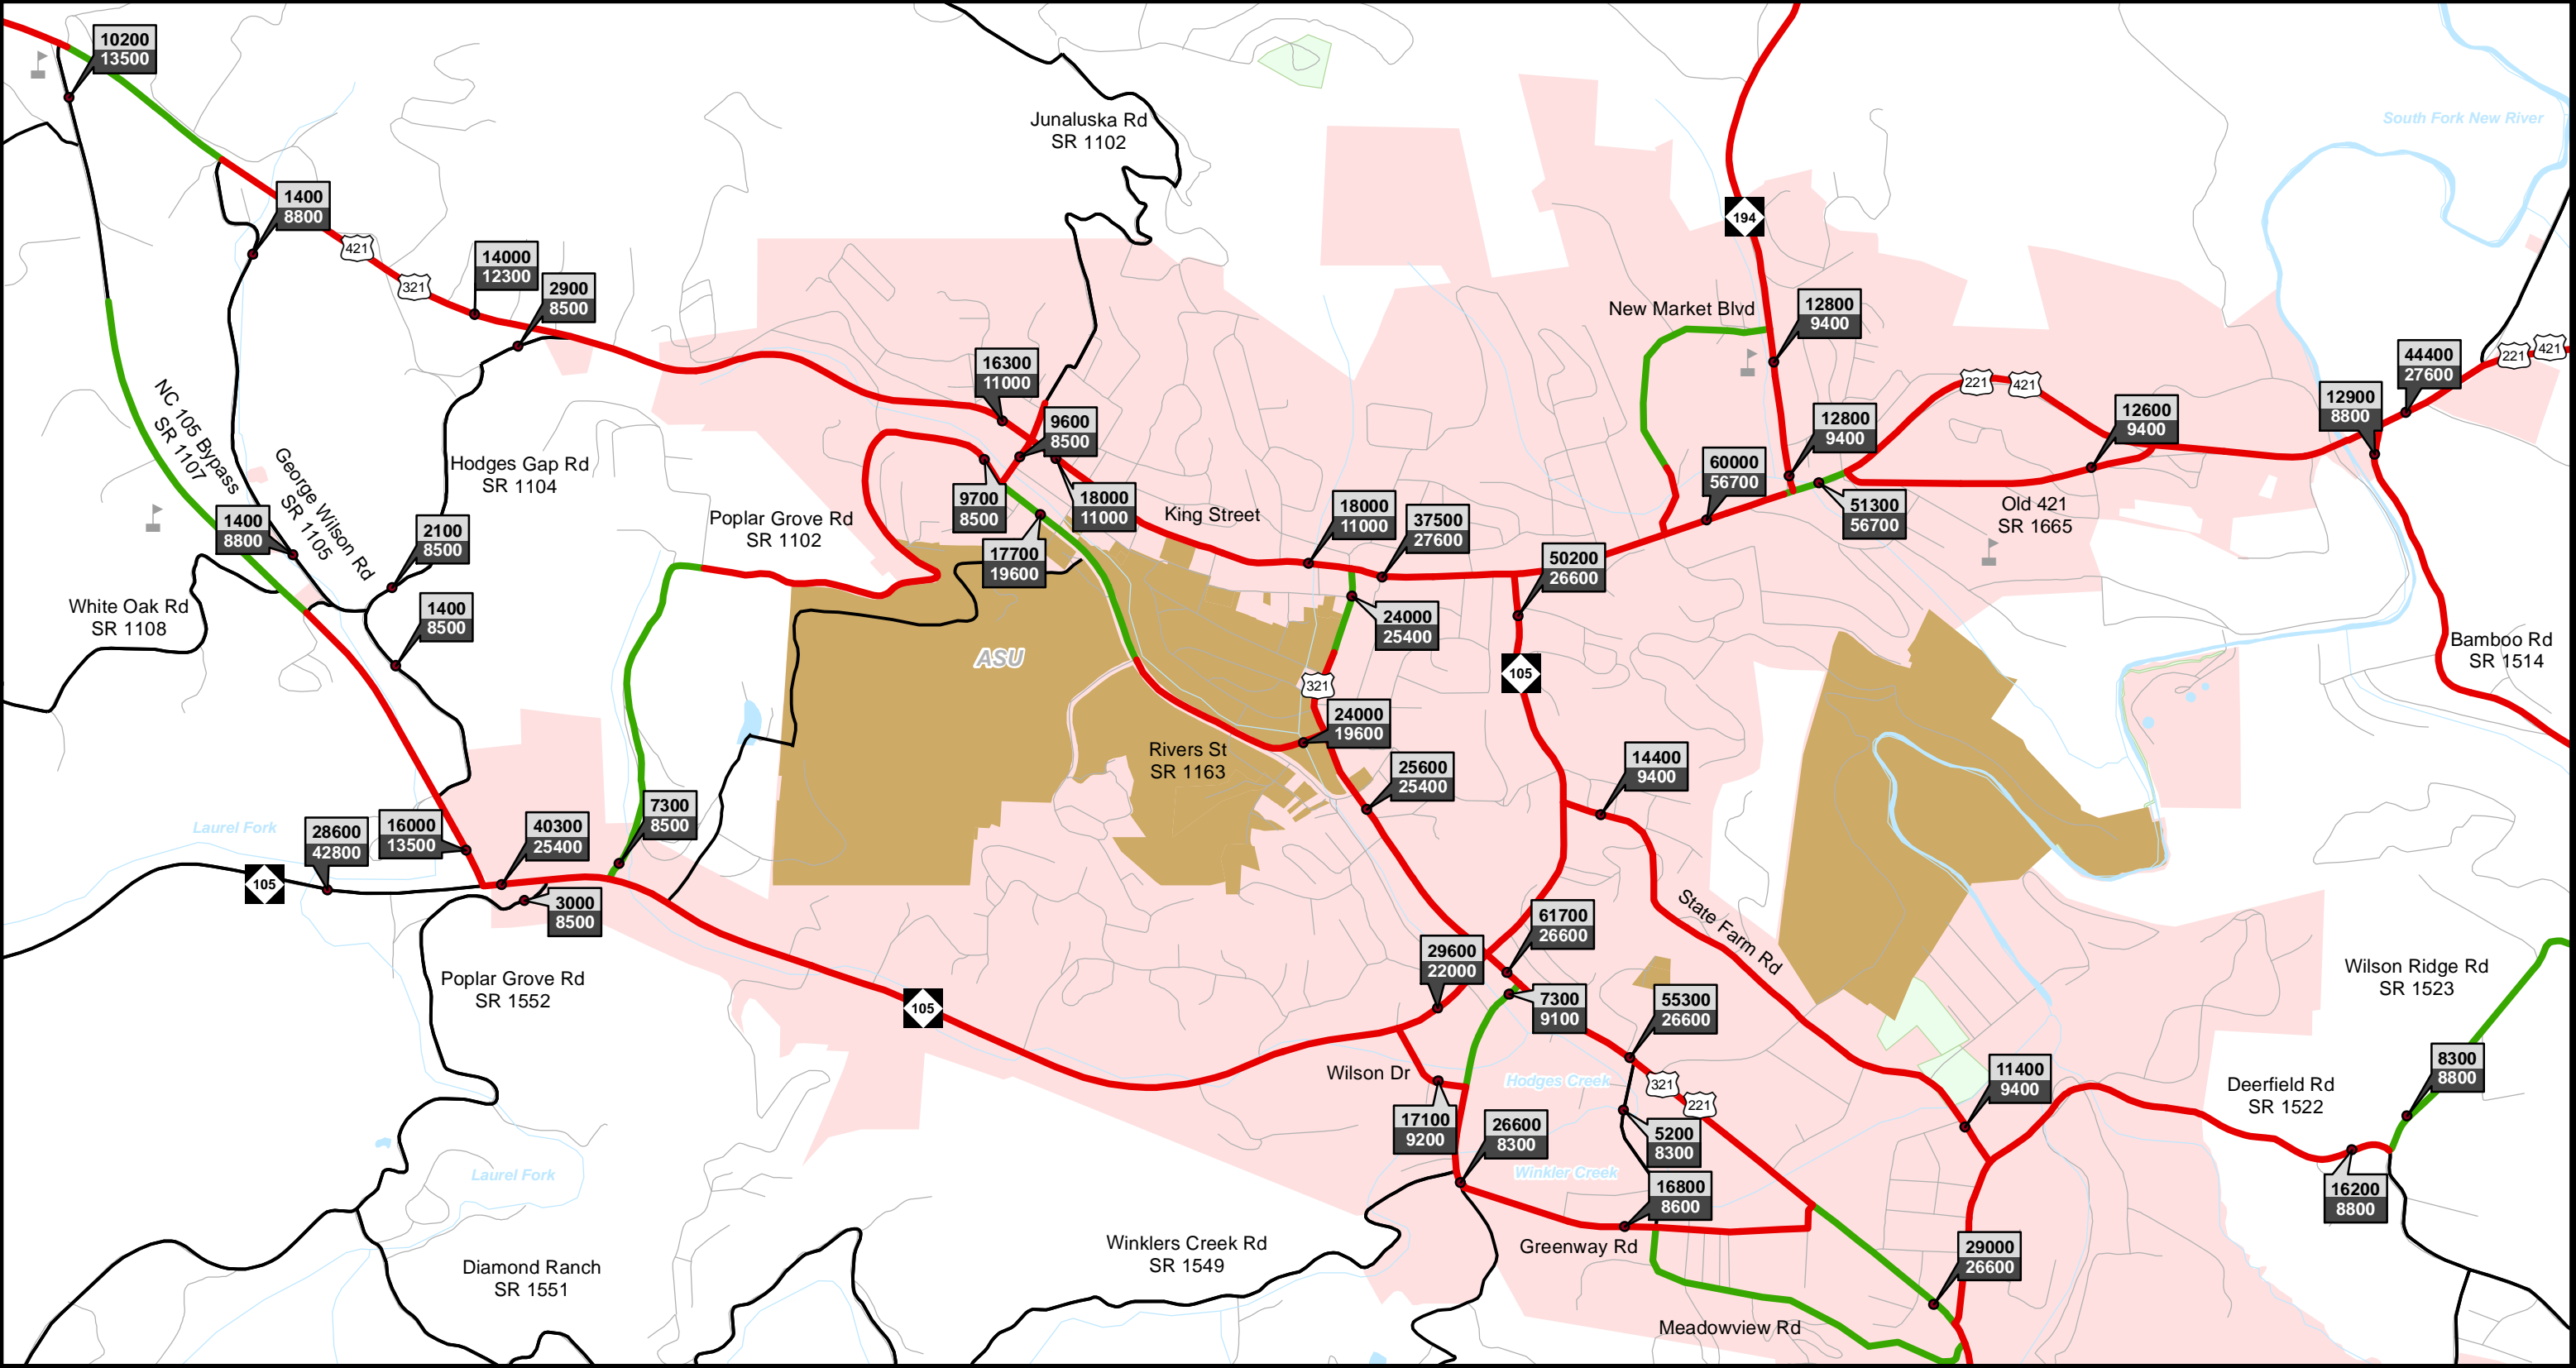 10200
13500
Junaluska Rd
SR 1102
South Fork New River
1400
8800
194
421
14000
12300
321
2900
8500
New Market Blvd
12800
9400
16300
11000
221
421
44400
27600
221
421
NC 105 Bypass
SR 1107
George Wilson Rd
SR 1105
Hodges Gap Rd
SR 1104
9600
8500
12800
9400
12600
9400
12900
8800
60000
56700
9700
8500
18000
11000
18000
11000
37500
27600
51300
56700
King Street
Old 421
SR 1665
Poplar Grove Rd
SR 1102
1400
8800
2100
8500
17700
19600
50200
26600
White Oak Rd
SR 1108
1400
8500
24000
25400
ASU
321
105
Bamboo Rd
SR 1514
24000
19600
Rivers St
SR 1163
25600
25400
14400
9400
7300
8500
Laurel Fork
28600
42800
16000
13500
40300
25400
105
3000
8500
61700
26600
State Farm Rd
29600
22000
Poplar Grove Rd
SR 1552
105
7300
9100
55300
26600
Wilson Ridge Rd
SR 1523
Wilson Dr
Hodges Creek
321
221
11400
9400
8300
8800
Deerfield Rd
SR 1522
17100
9200
26600
8300
5200
8300
Laurel Fork
Winkler Creek
16800
8600
16200
8800
Winklers Creek Rd
SR 1549
Greenway Rd
29000
26600
Diamond Ranch
SR 1551
Meadowview Rd